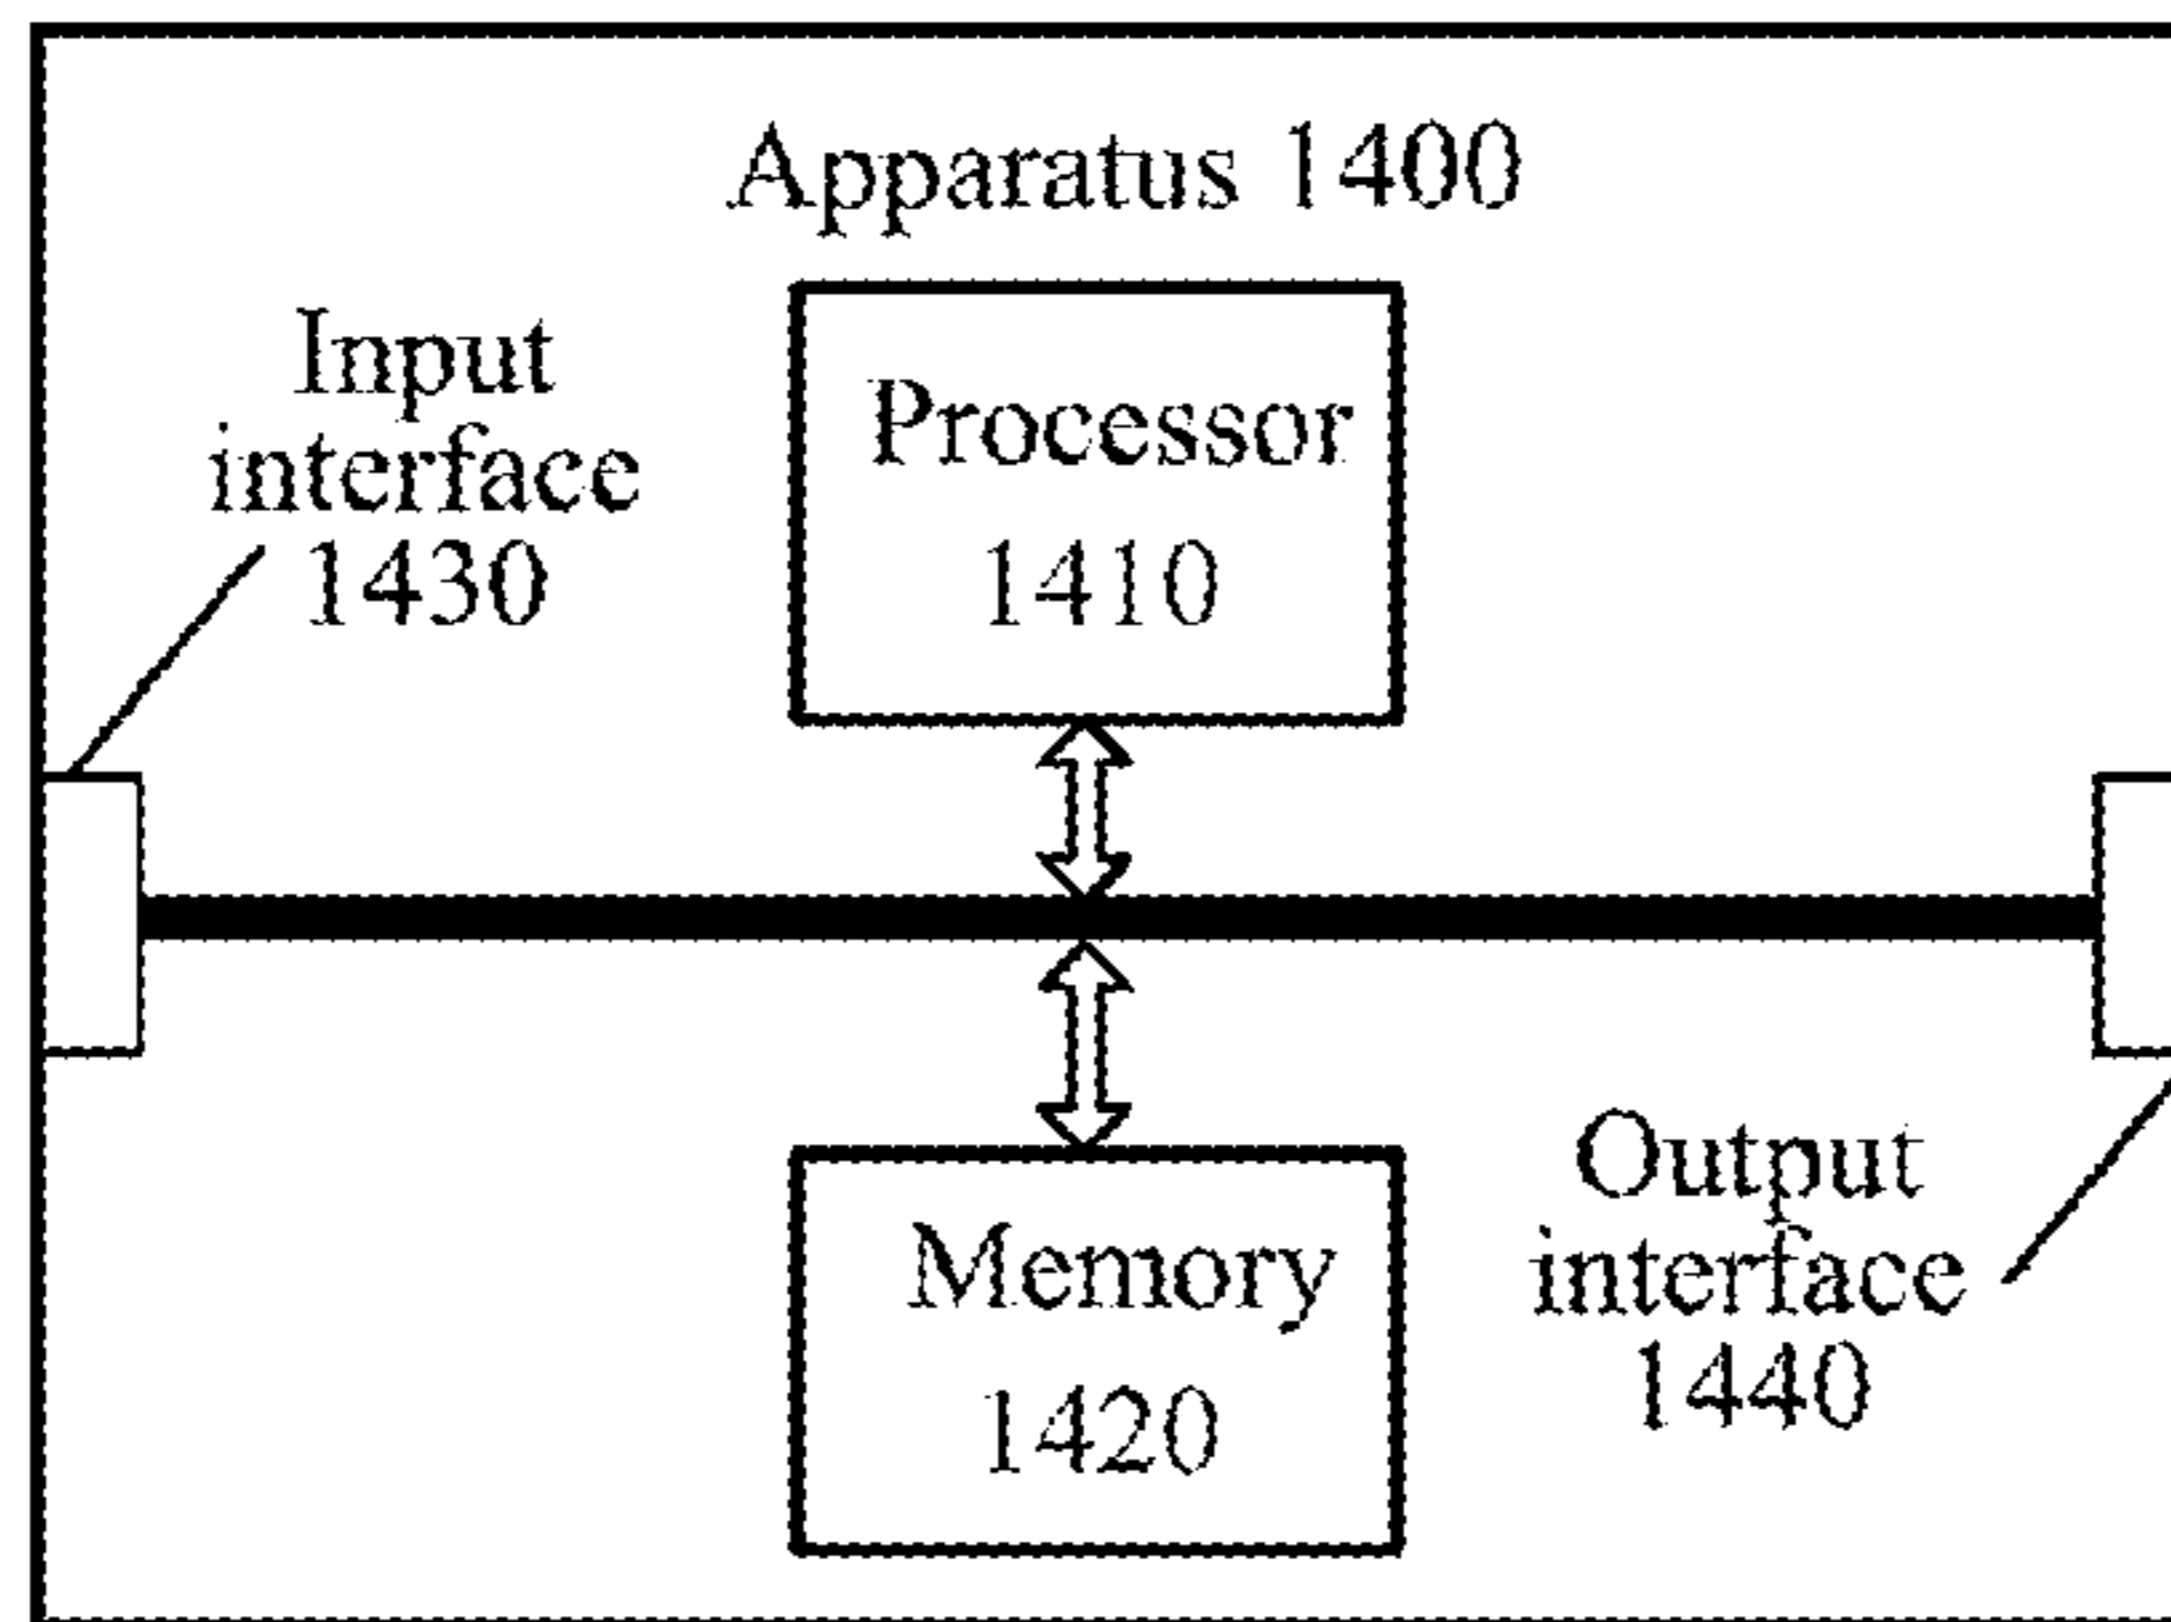 Apparatus 1400
Input
interface
1430
Processor
1410
Memory
1420
Output
interface
1440